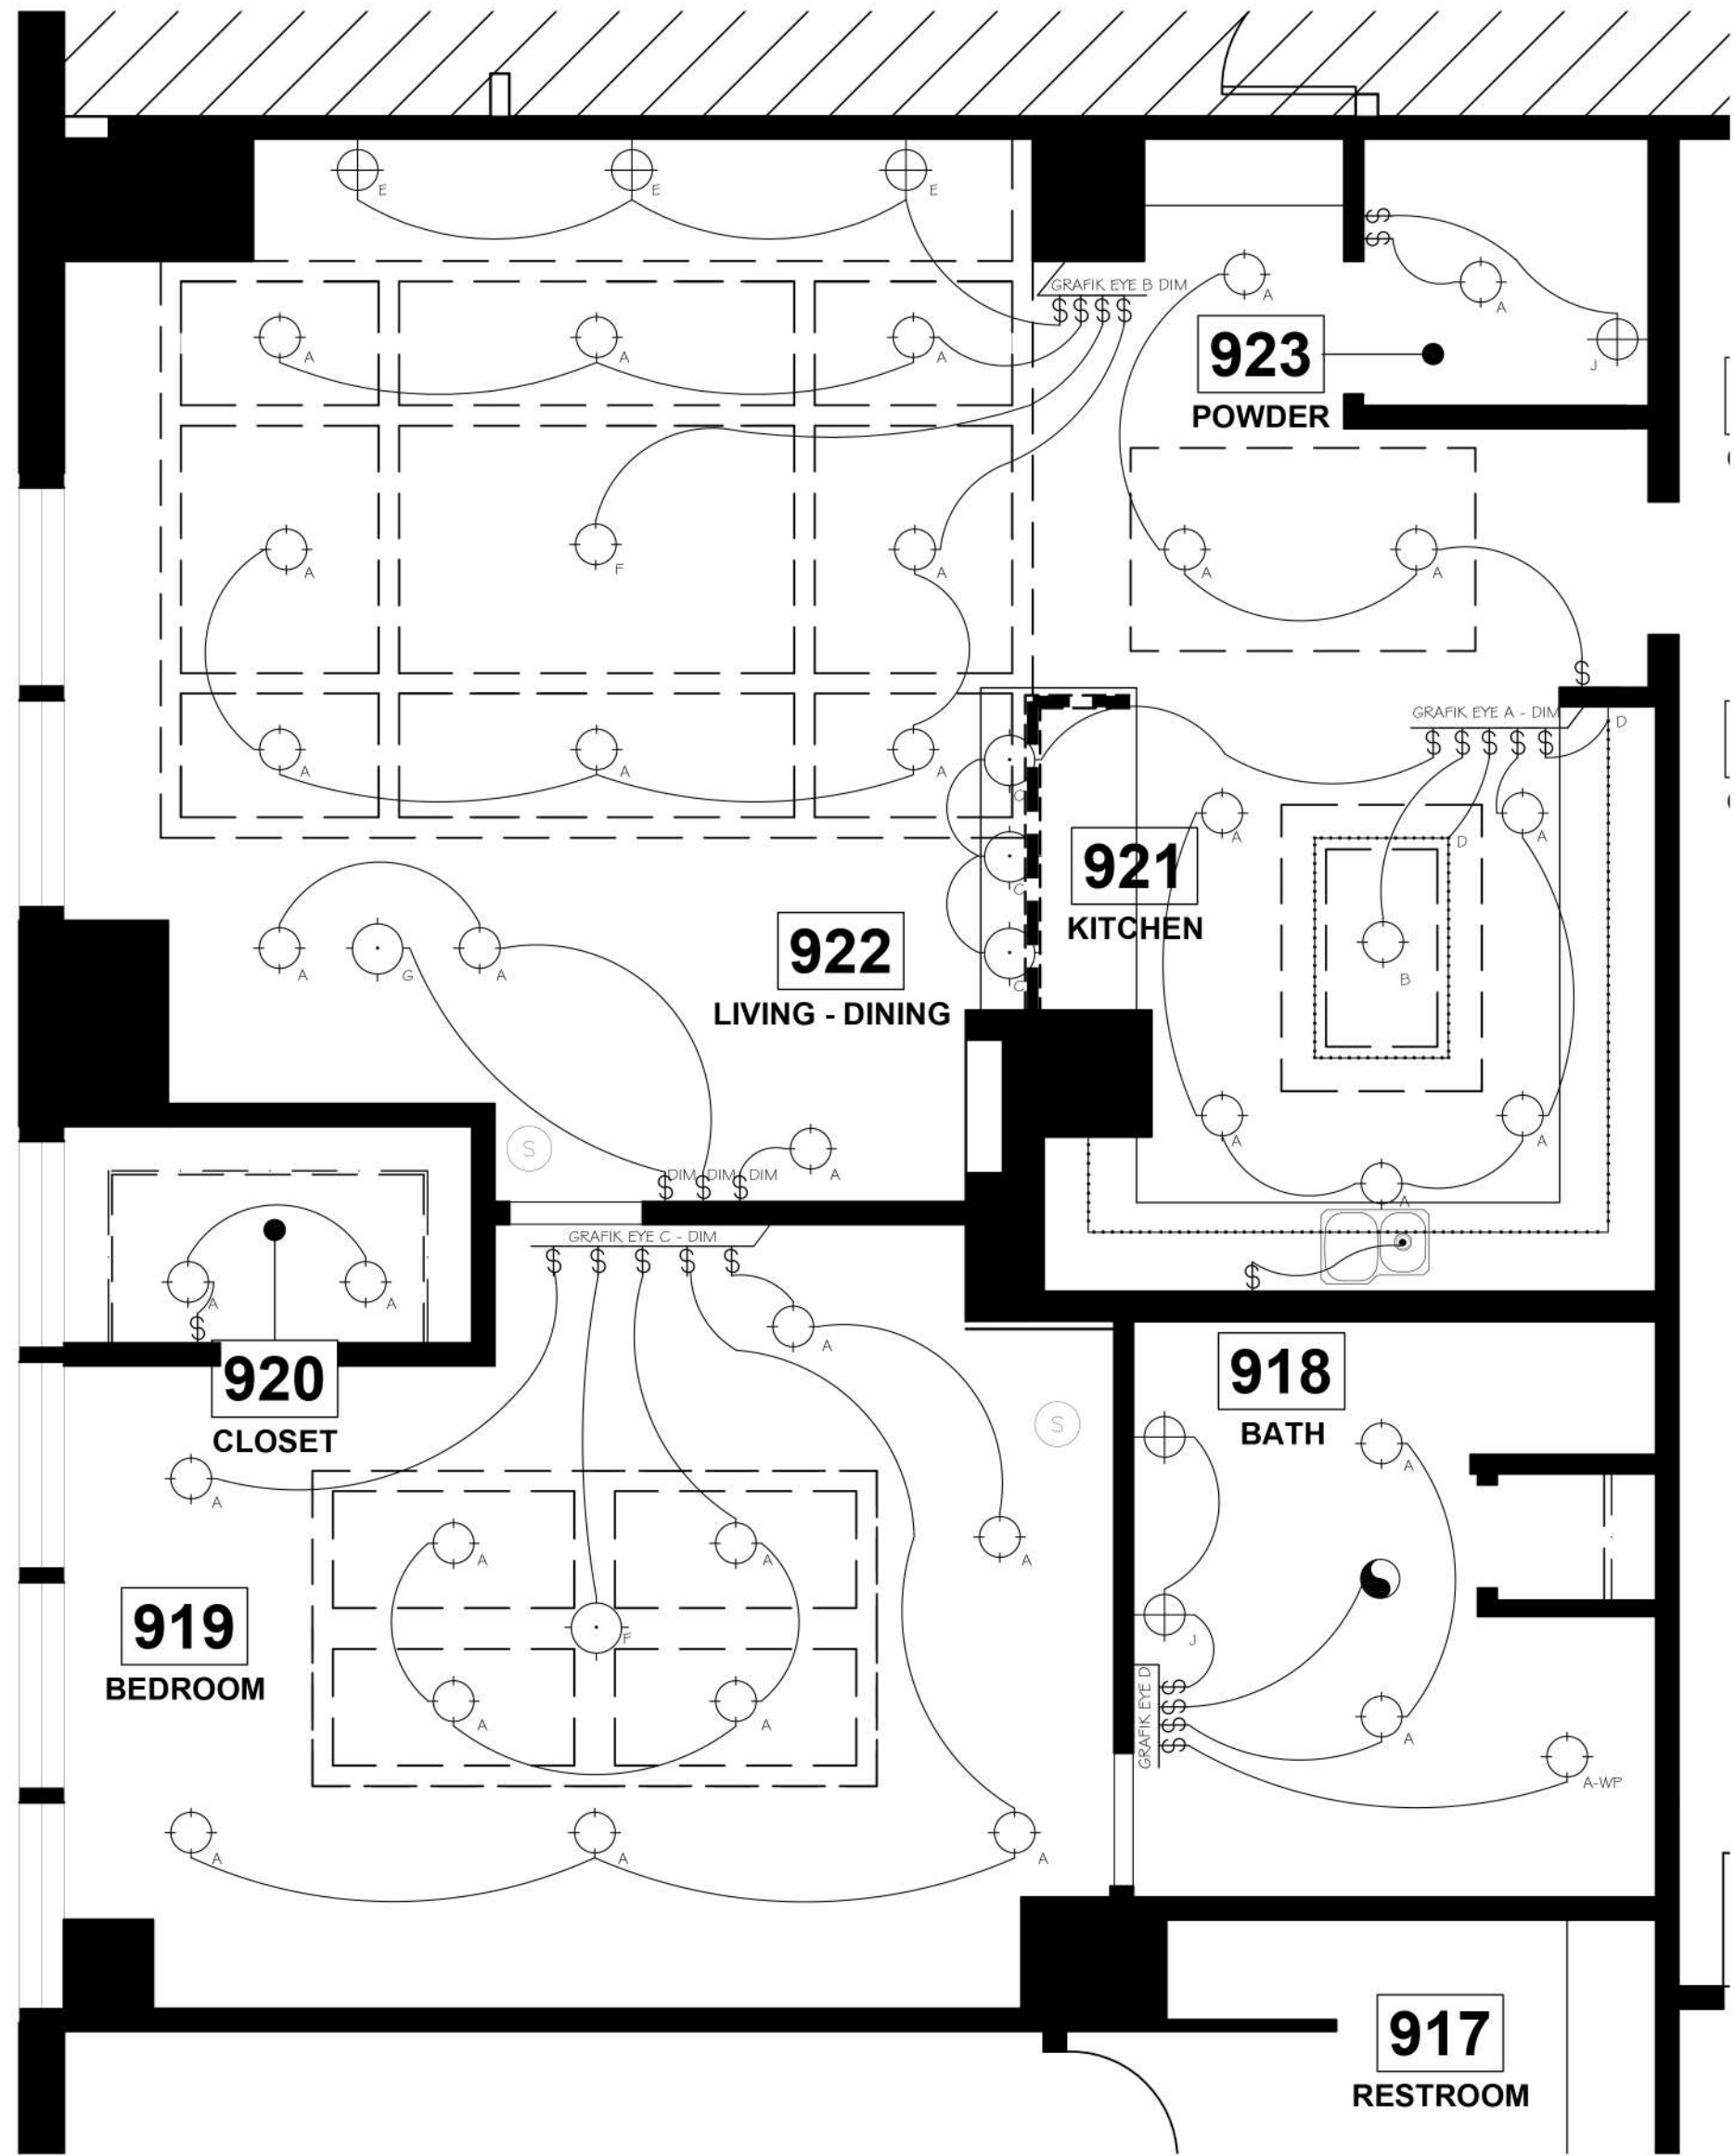 E
E
E
$
$
GRAFIK EYE B DIM
$ $ $ $
A
A
923
POWDER
J
A
A
A
A
F
A
A
A
$
GRAFIK EYE A - DIM
D
$ $ $ $ $
A
A
A
C
A
A
D
921
KITCHEN
C
922
LIVING - DINING
A
G
A
C
B
S
DIM DIM DIM
$ $ $
A
A
A
A
GRAFIK EYE C - DIM
$ $ $ $ $
$
A
A
$
A
920
CLOSET
918
BATH
S
A
A
A
A
A
919
BEDROOM
F
J
A
A
GRAFIK EYE D
$
$
$
$
A
A-WP
A
A
A
917
RESTROOM